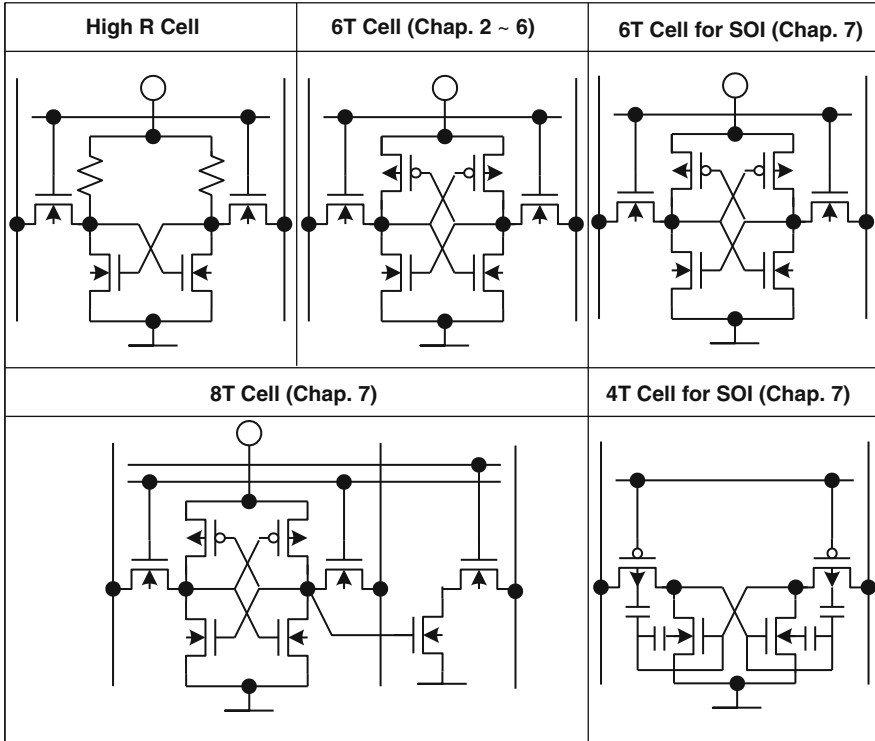 High R Cell
6T Cell (Chap. 2 ~ 6)
6T Cell for SOI (Chap. 7)
8T Cell (Chap. 7)
4T Cell for SOI (Chap. 7)